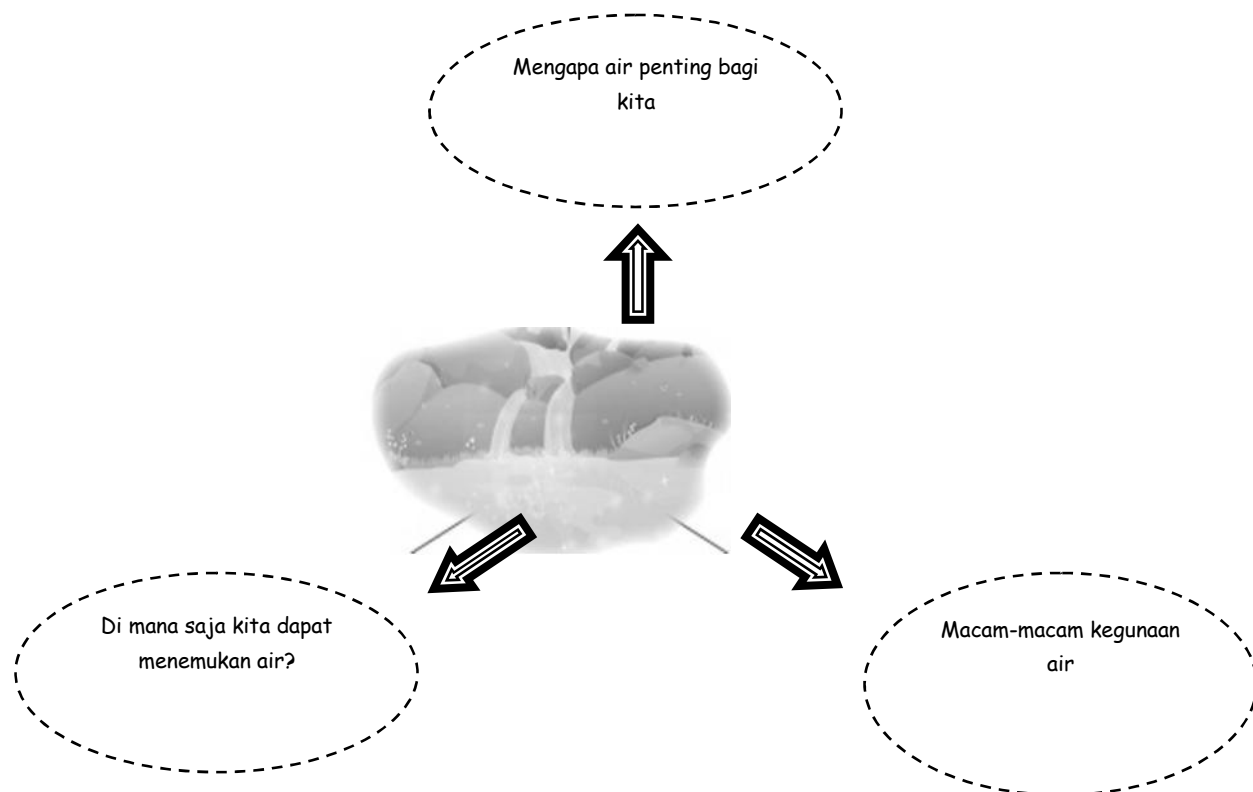 Mengapa air penting bagi
kita
Di mana saja kita dapat
menemukan air?
Macam-macam kegunaan
air